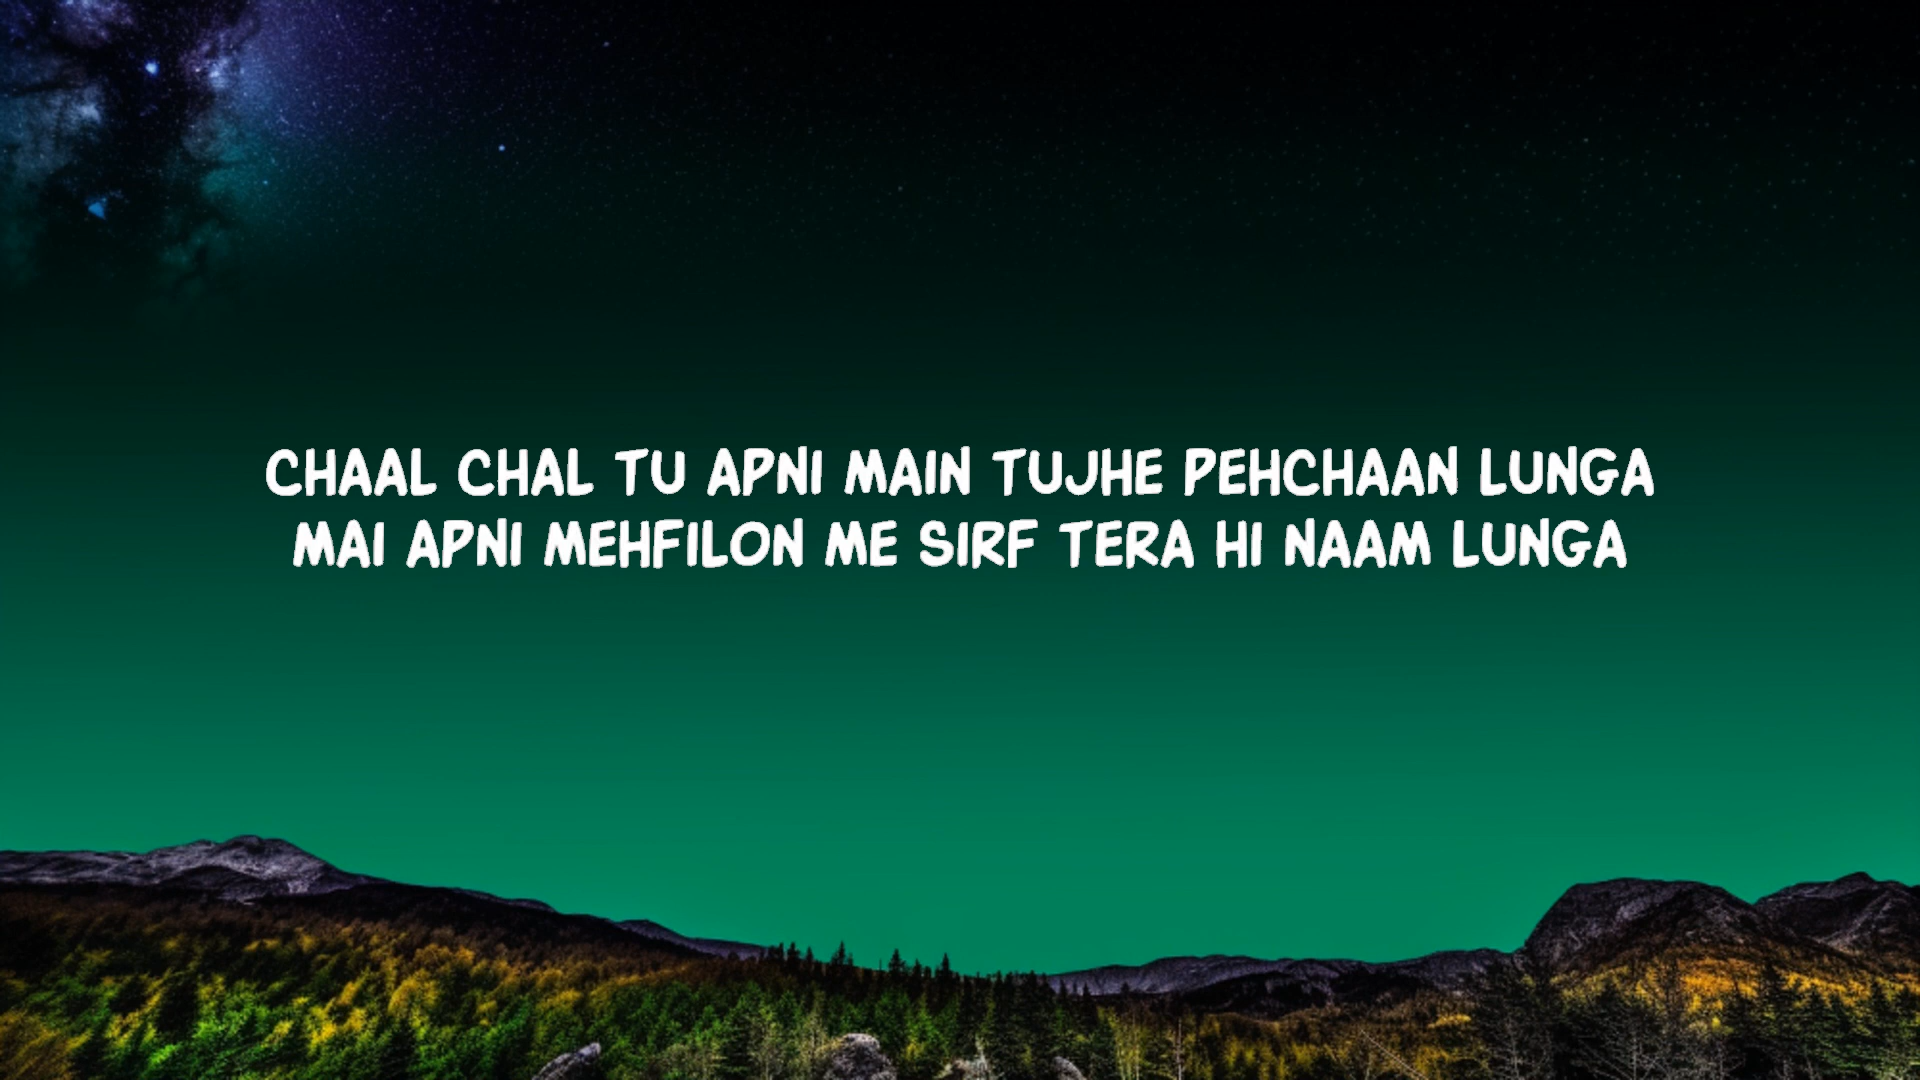 CHAAL CHAL TU APNI MAIN TUJHE PEHCHAAN LUNGA
MAI APNI MEHFILON ME SIRF TERA HI NAAM LUNGA